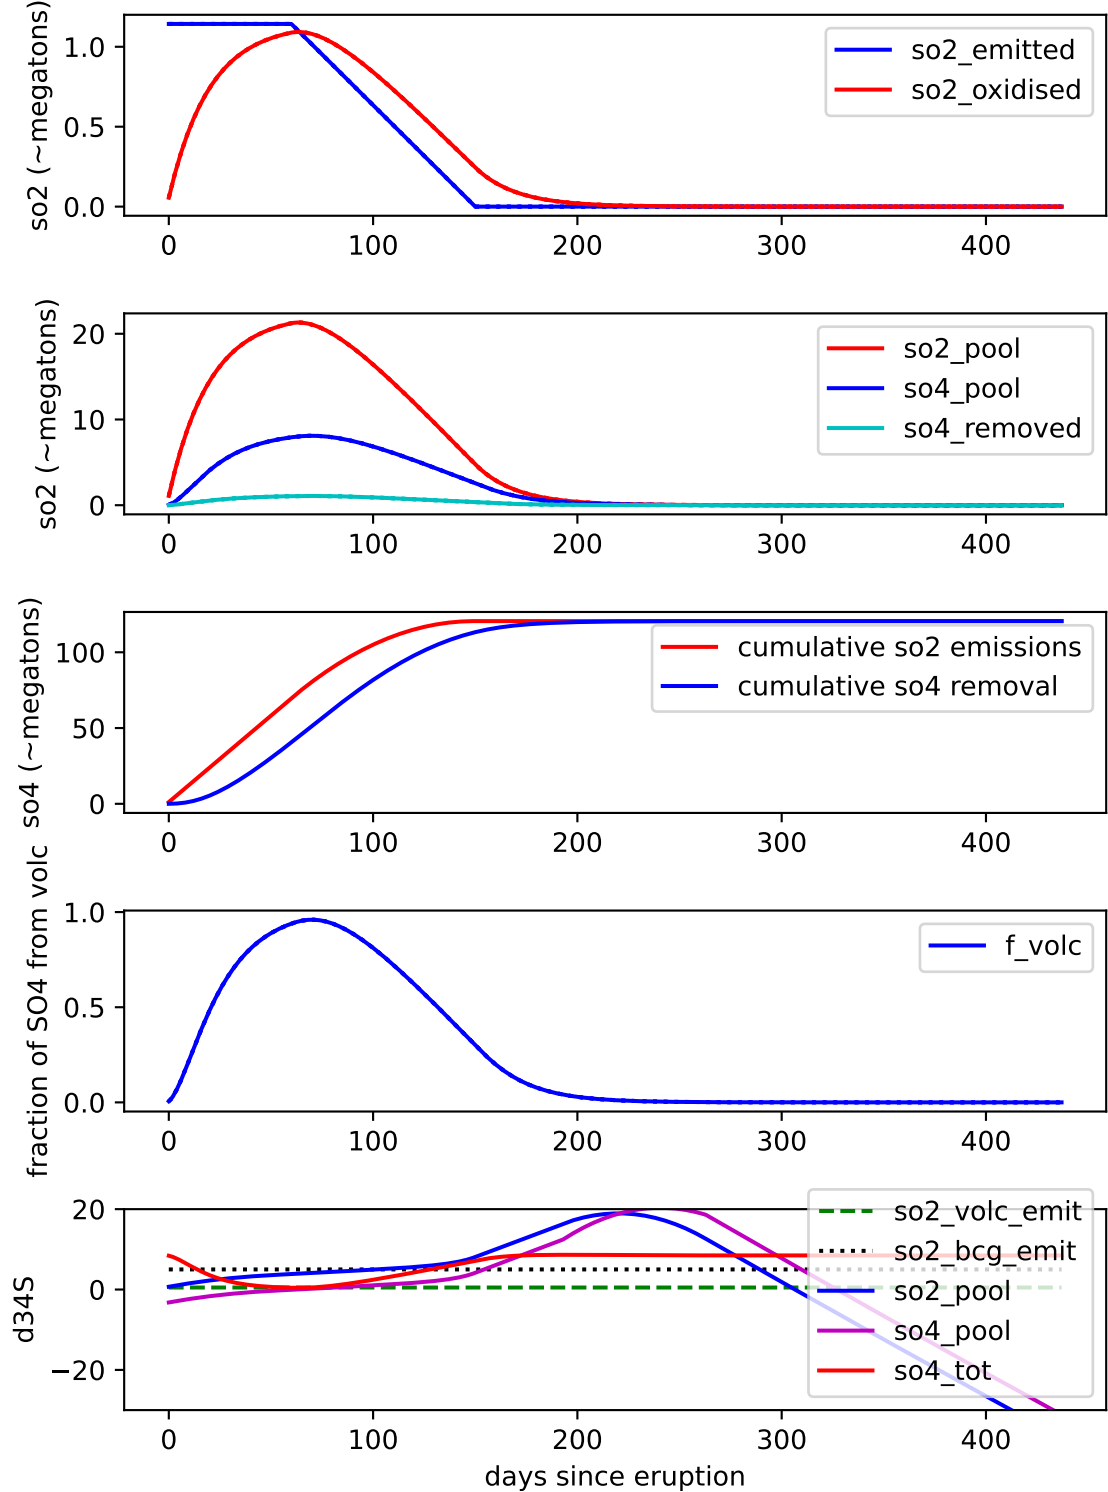 so2 (~megatons)
1.0
0.5
0.0
so2_emitted
so2_oxidised
0 100 200 300 400
so2 (~megatons)
20
10
0
so2_pool
so4_pool
so4_removed
0 100 200 300 400
so4 (~megatons)
100
50
0
cumulative so2 emissions
cumulative so4 removal
0 100 200 300 400
fraction of SO4 from volc
1.0
0.5
0.0
f_volc
0 100 200 300 400
d34S
20
0
−20
so2_volc_emit
so2_bcg_emit
so2_pool
so4_pool
so4_tot
0 100 200 300 400
days since eruption